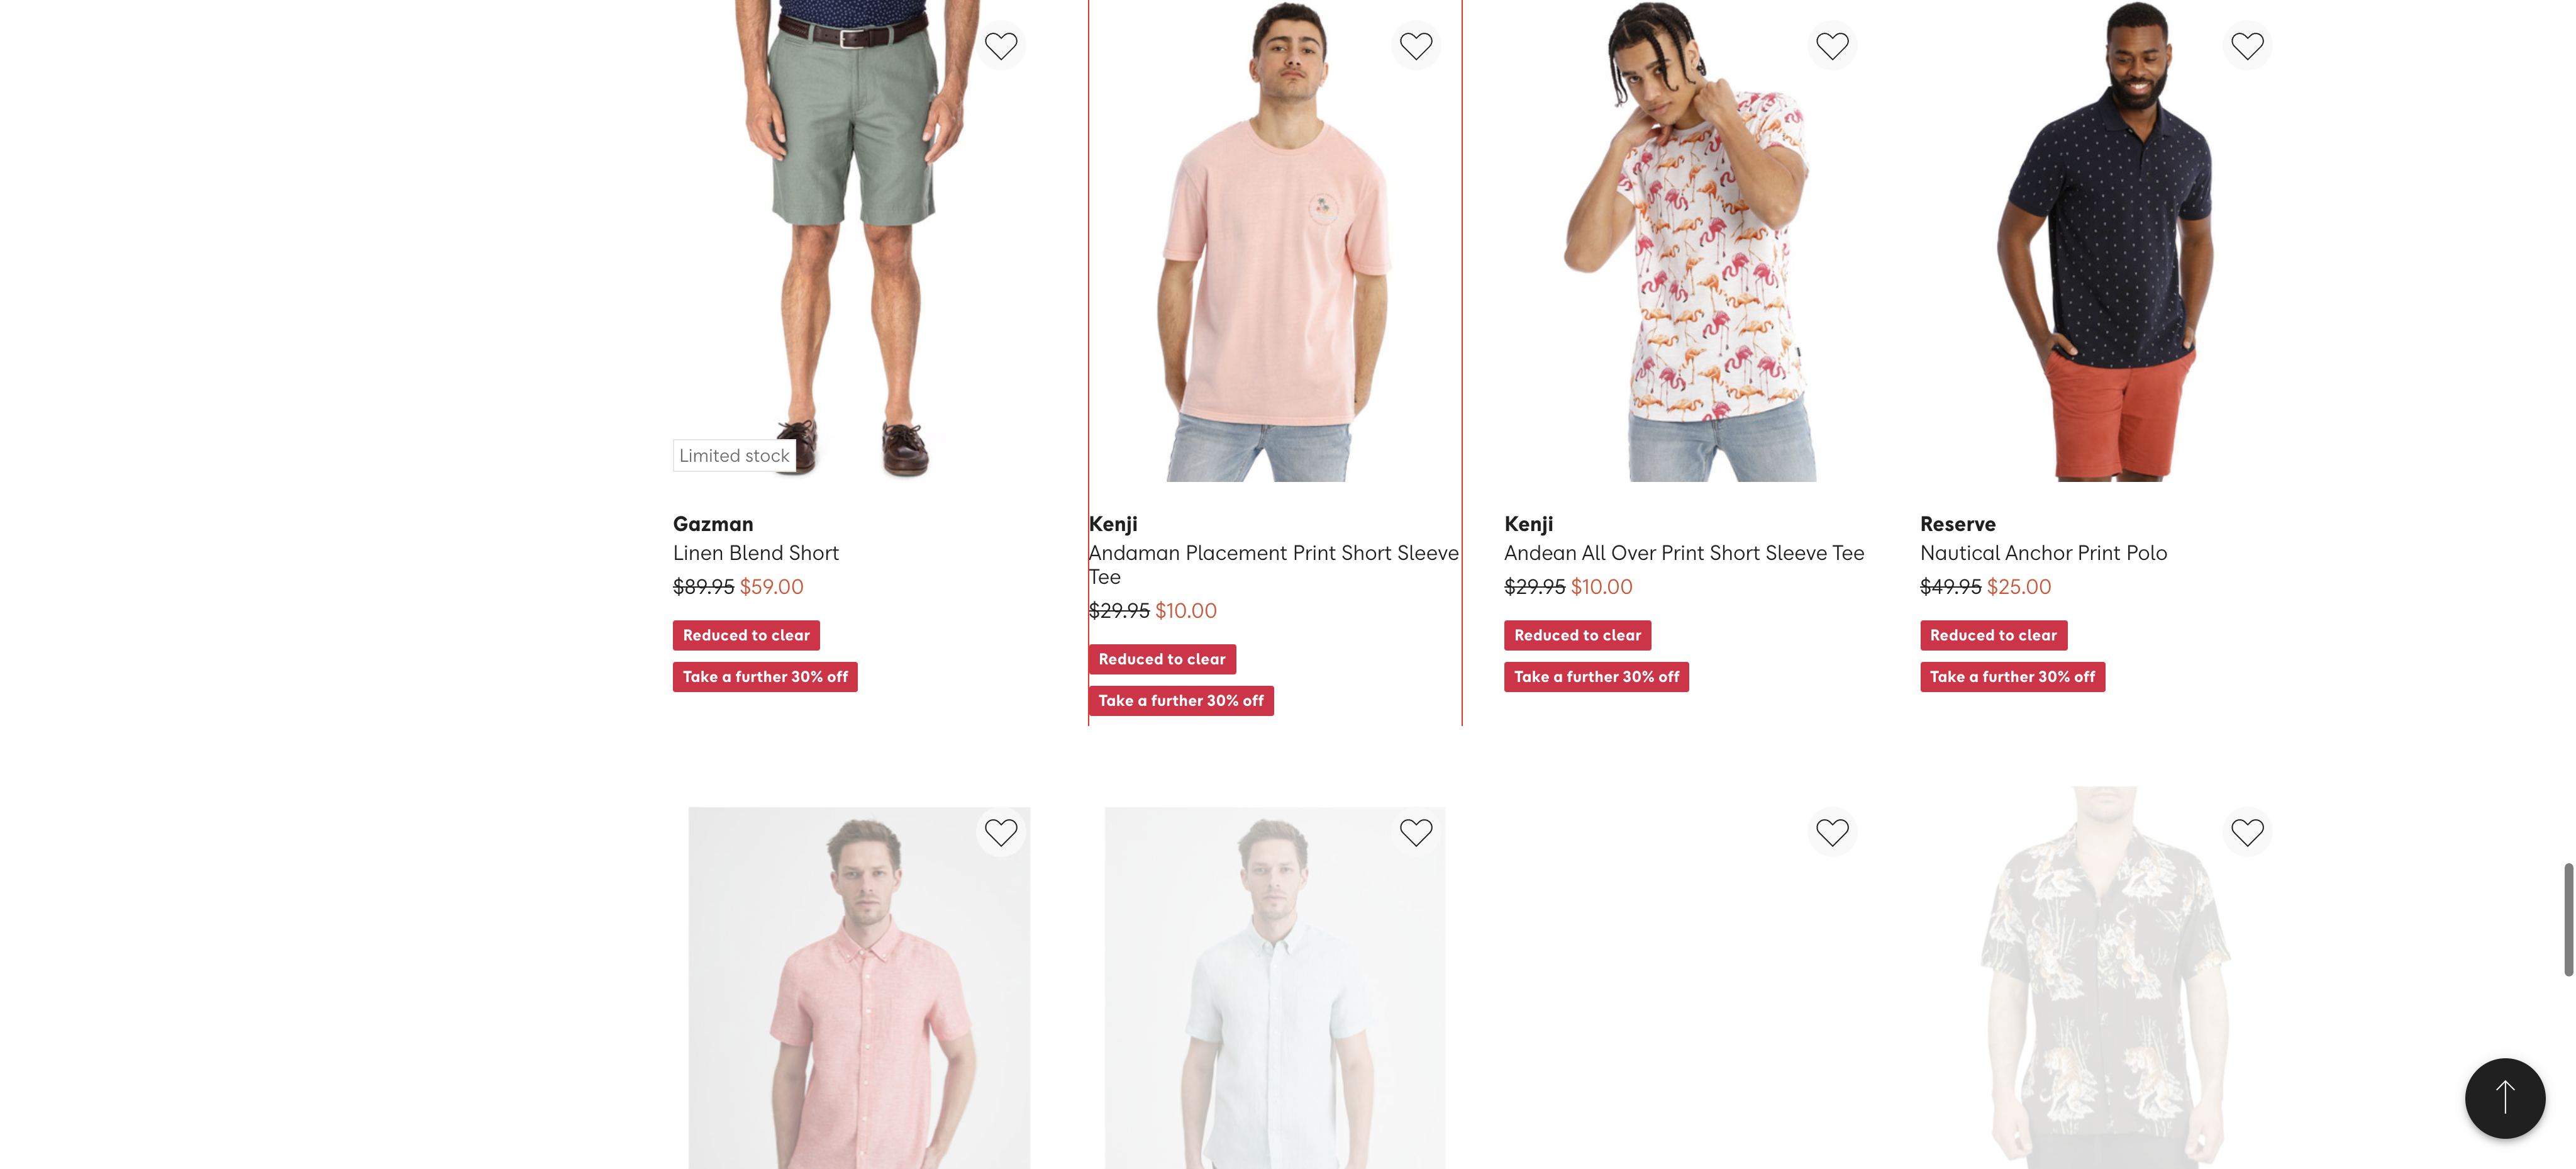 Limited stock
Gazman
Linen Blend Short
$89.95 $59.00
Reduced to clear
Take a further 30% off
Kenji
Andaman Placement Print Short Sleeve
Tee
$29.95 $10.00
Reduced to clear
Take a further 30% off
Kenji
Andean All Over Print Short Sleeve Tee
$29.95 $10.00
Reduced to clear
Take a further 30% off
Reserve
Nautical Anchor Print Polo
$49.95 $25.00
Reduced to clear
Take a further 30% off